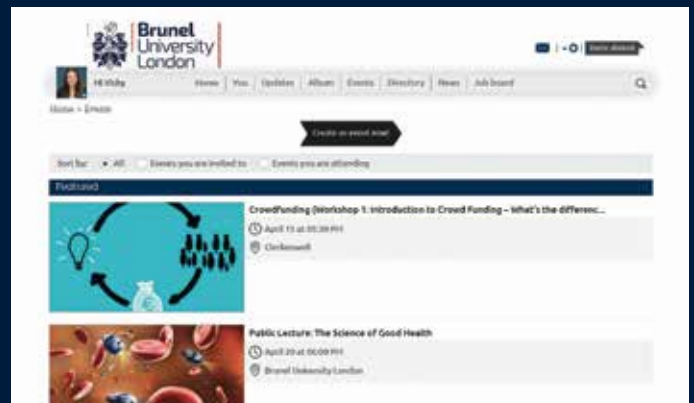 Brunel
University
London
Hi Vicky
Home You Updates Album Events Directory News Job board
Home > Events
Create an event now!
Sort by: All Events you are invited to Events you are attending
Featured
Crowdfunding (Workshop 1: Introduction to Crowd Funding – What's the differenc...
April 15 at 05:30 PM
Clerkenwell
Public Lecture: The Science of Good Health
April 20 at 06:00 PM
Brunel University London